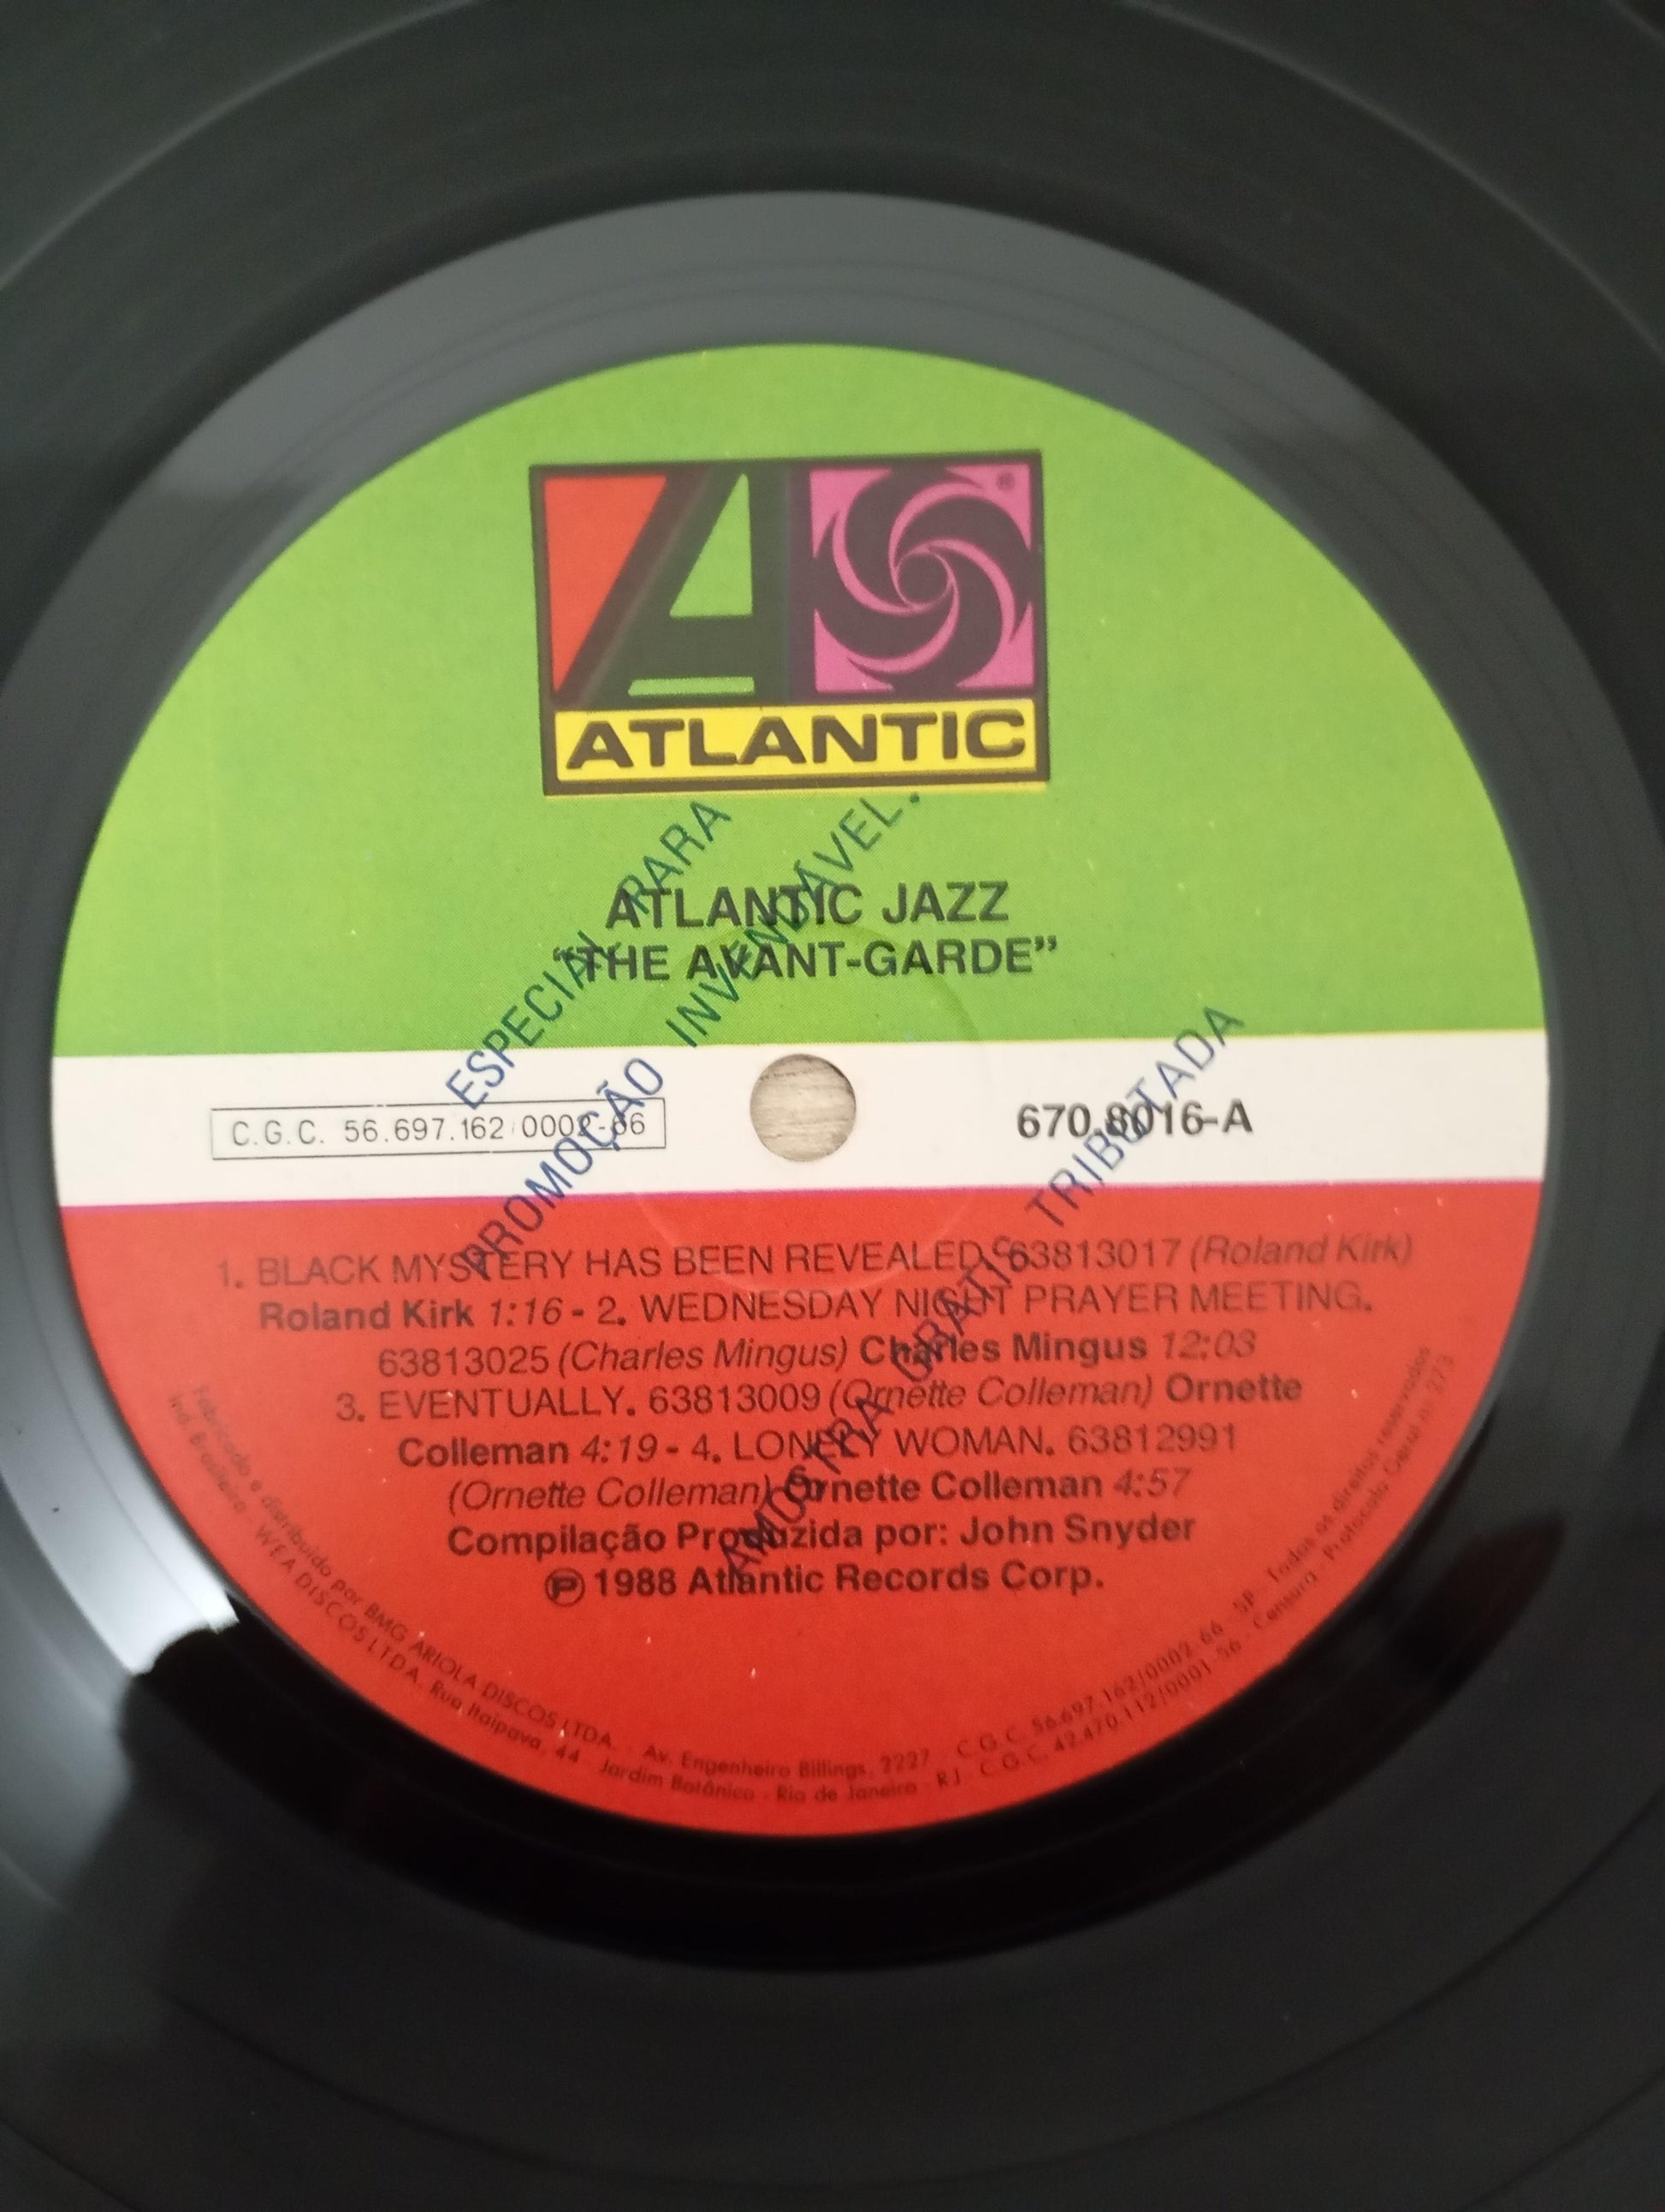 ®
ATLANTIC
ATLANTIC JAZZ
“THE AVANT-GARDE”
ESPECIAL PARA
PROMOÇÃO INVENDÁVEL.
AMOSTRA GRATIS TRIBUTADA
C.G.C. 56.697.162/0002-66
670.8016-A
1. BLACK MYSTERY HAS BEEN REVEALED. 63813017 (Roland Kirk)
Roland Kirk 1:16 - 2. WEDNESDAY NIGHT PRAYER MEETING.
63813025 (Charles Mingus) Charles Mingus 12:03
3. EVENTUALLY. 63813009 (Ornette Colleman) Ornette
Colleman 4:19 - 4. LONELY WOMAN. 63812991
(Ornette Colleman) Ornette Colleman 4:57
Compilação Produzida por: John Snyder
℗ 1988 Atlantic Records Corp.
Fabricado e distribuído por BMG ARIOLA DISCOS LTDA. - Av. Engenheiro Billings, 2227 - C.G.C. 56.697.162/0002-66 - SP - Todos os direitos reservados
Ind. Brasileira - WEA DISCOS LTDA. Rua Itaipava, 44 - Jardim Botânico - Rio de Janeiro - RJ - C.G.C. 42.470.112/0001-56 - Censura - Protocolo Geral nº 273